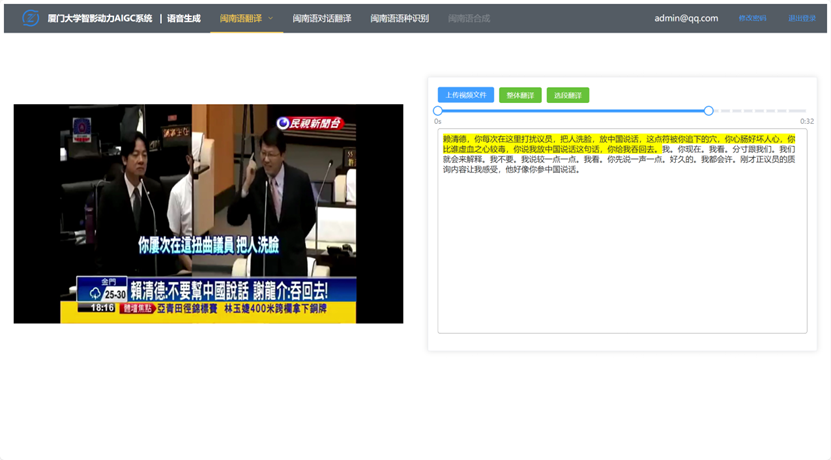 厦门大学智影动力AIGC系统 | 语音生成 闽南语翻译 闽南语对话翻译 闽南语语种识别 闽南语合成 admin@qq.com 修改密码 退出登录
上传视频文件 整体翻译 选段翻译
0s 0:32
赖清德，你每次在这里打扰议员，把人洗脸，放中国说话，这点符被你追下的穴，你心肠好坏人心，你
比谁虚血之心较毒，你说我放中国说话这句话，你给我吞回去。我。你现在。我看。分寸跟我们。我们
就会来解释。我不要。我说较一点一点。我看。你先说一声一点。好久的。我都会许。刚才正议员的质
询内容让我感受，他好像你参中国说话。
民視新聞台
你屢次在這扭曲議員 把人洗臉
金門
25-30
賴清德:不要幫中國說話 謝龍介:吞回去!
18:16 體壇焦點 亞青田徑錦標賽 林玉婕400米跨欄拿下銅牌